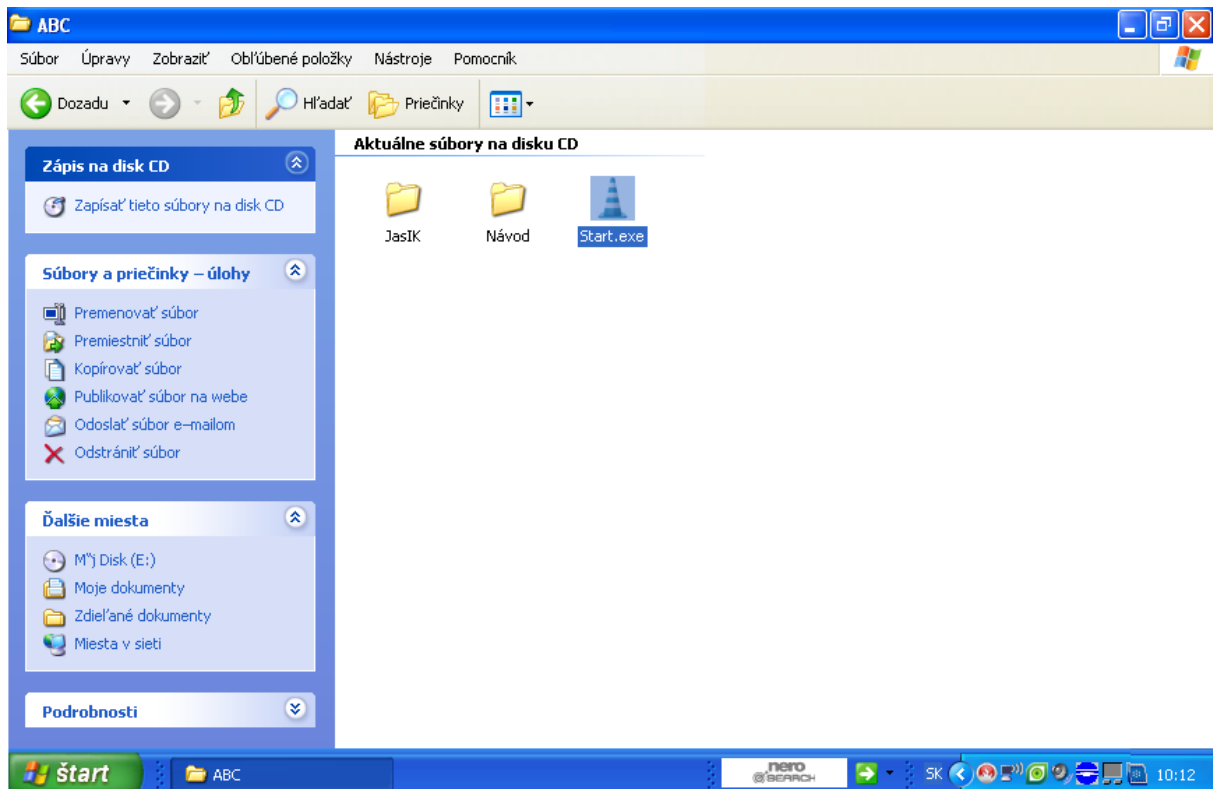 ABC
Súbor Úpravy Zobraziť Obľúbené položky Nástroje Pomocník
Dozadu Hľadať Priečinky
Zápis na disk CD
Zapísať tieto súbory na disk CD
Súbory a priečinky – úlohy
Premenovať súbor
Premiestniť súbor
Kopírovať súbor
Publikovať súbor na webe
Odoslať súbor e-mailom
Odstrániť súbor
Ďalšie miesta
M"j Disk (E:)
Moje dokumenty
Zdieľané dokumenty
Miesta v sieti
Podrobnosti
Aktuálne súbory na disku CD
JasIK Návod Start.exe
štart ABC nero SEARCH SK 10:12